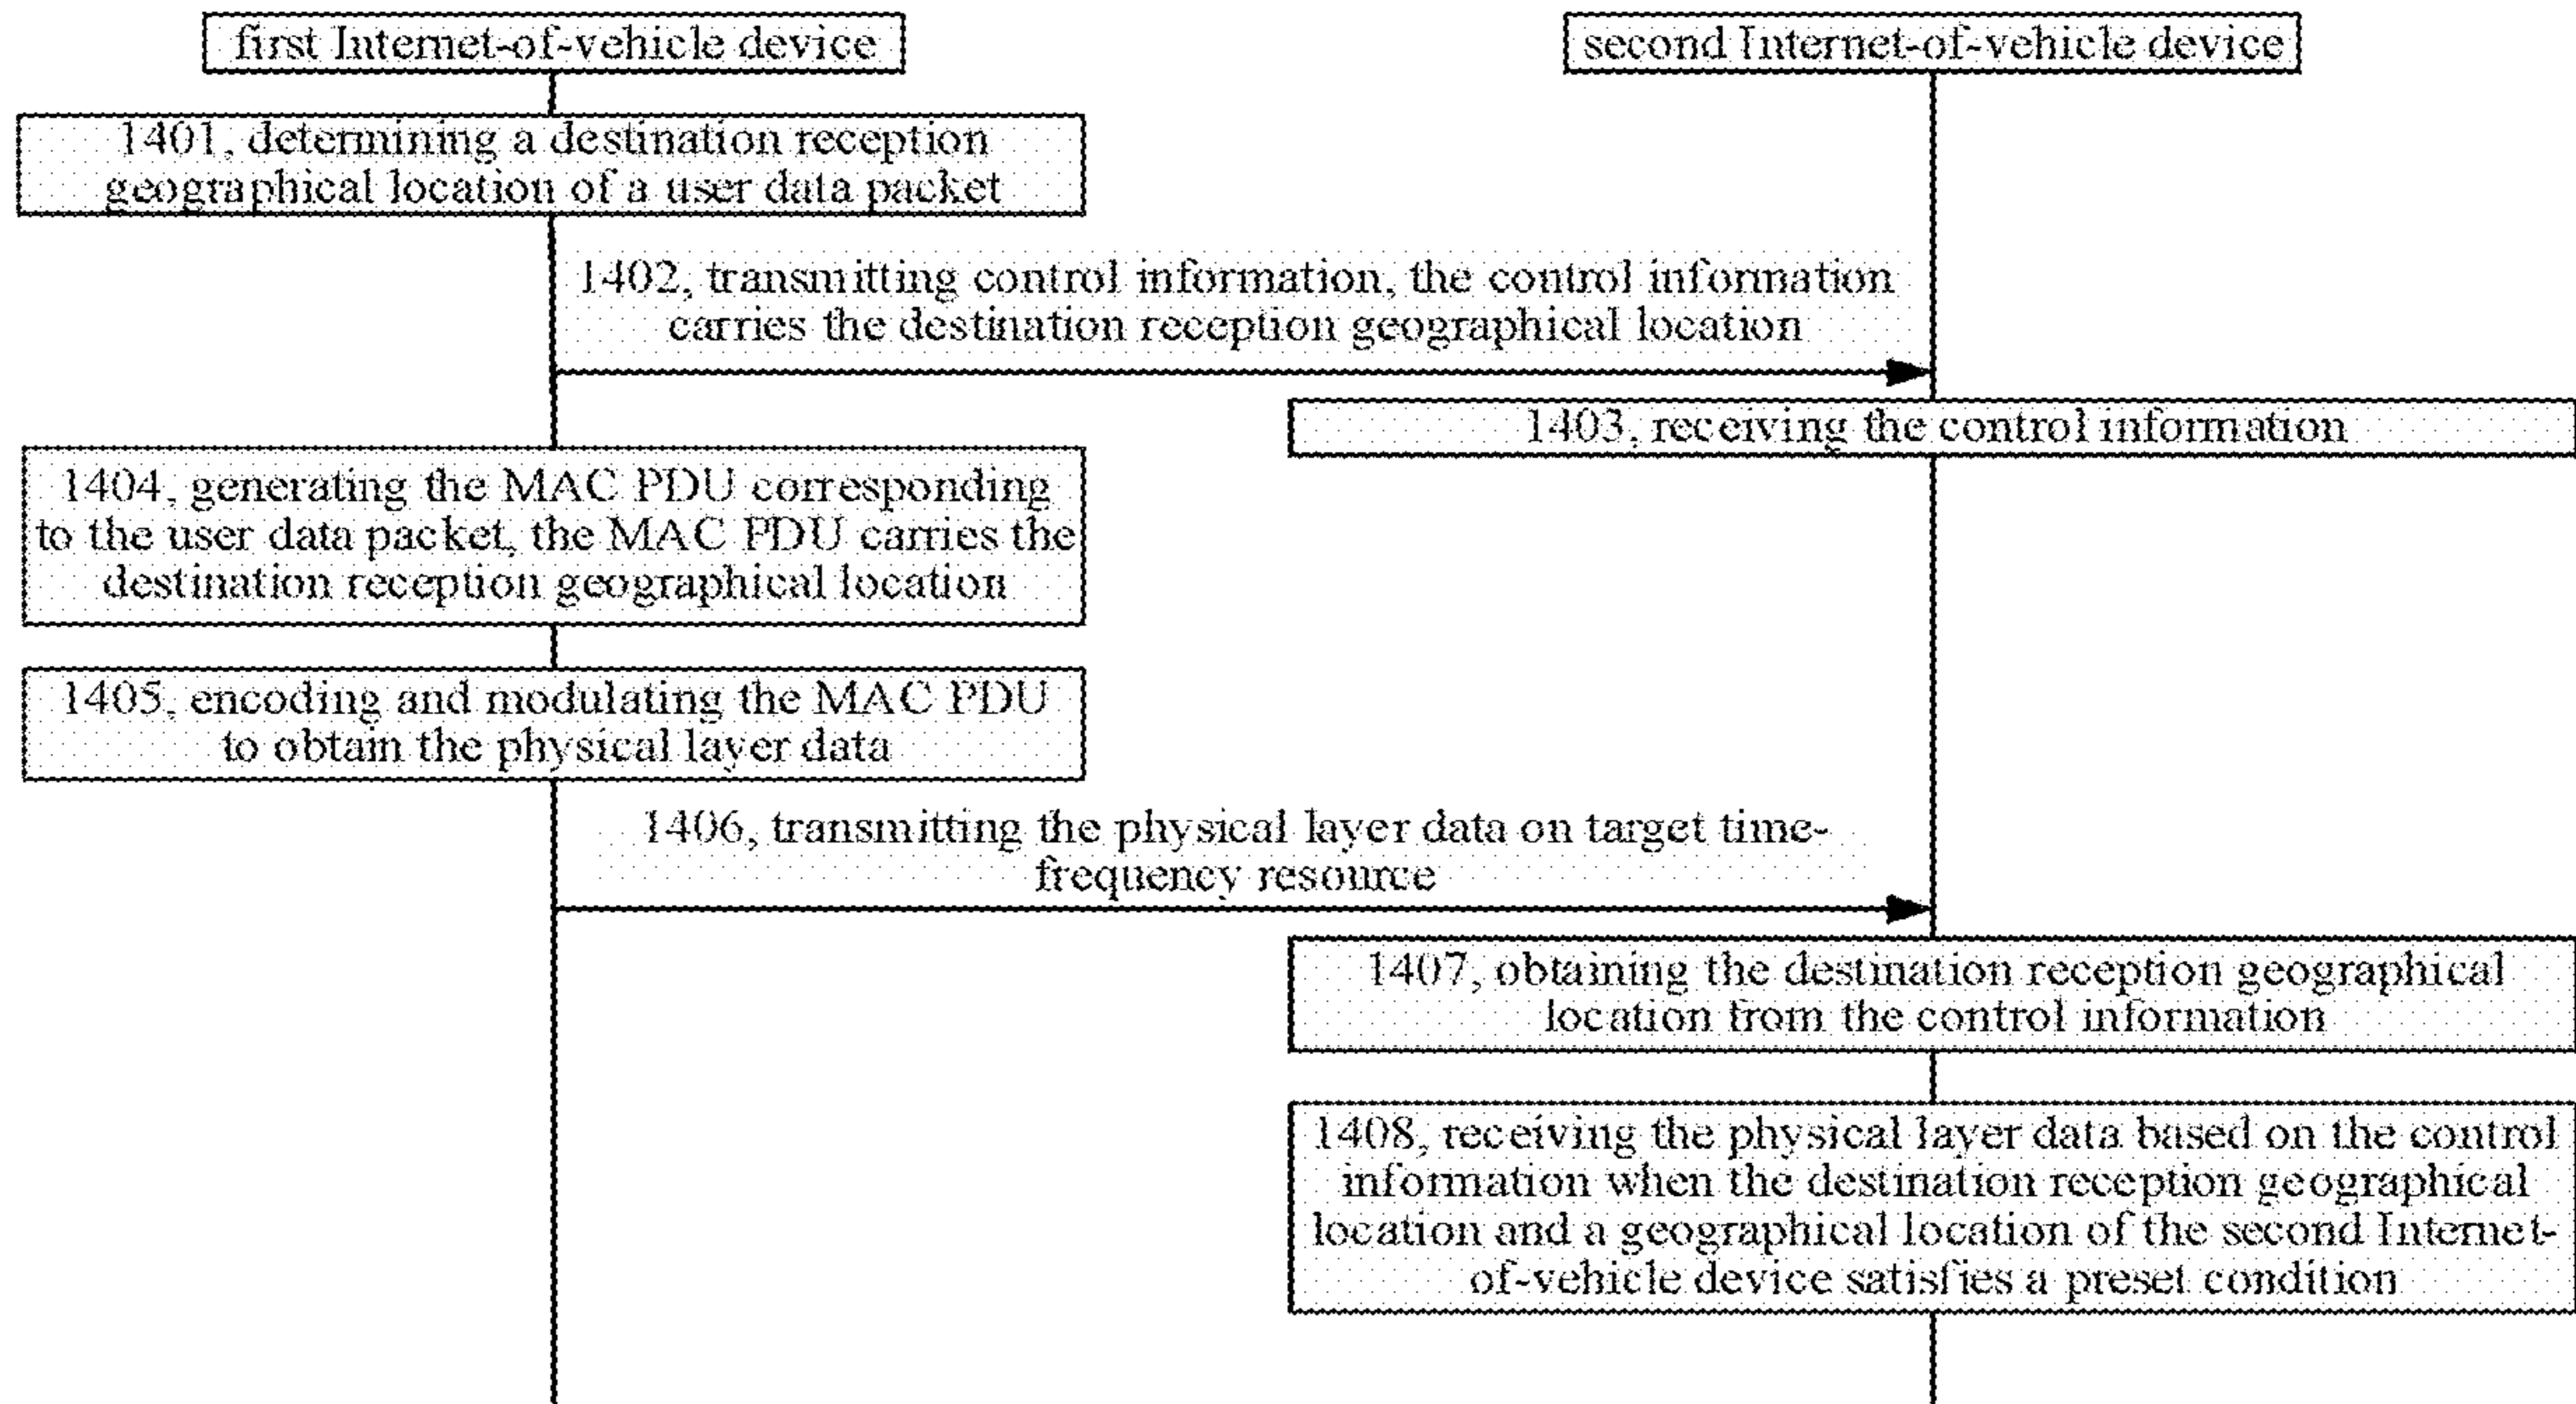 first Internet-of-vehicle device
second Internet-of-vehicle device
1401, determining a destination reception
geographical location of a user data packet
1402, transmitting control information, the control information
carries the destination reception geographical location
1403, receiving the control information
1404, generating the MAC PDU corresponding
to the user data packet, the MAC PDU carries the
destination reception geographical location
1405, encoding and modulating the MAC PDU
to obtain the physical layer data
1406, transmitting the physical layer data on target time-
frequency resource
1407, obtaining the destination reception geographical
location from the control information
1408, receiving the physical layer data based on the control
information when the destination reception geographical
location and a geographical location of the second Internet-
of-vehicle device satisfies a preset condition